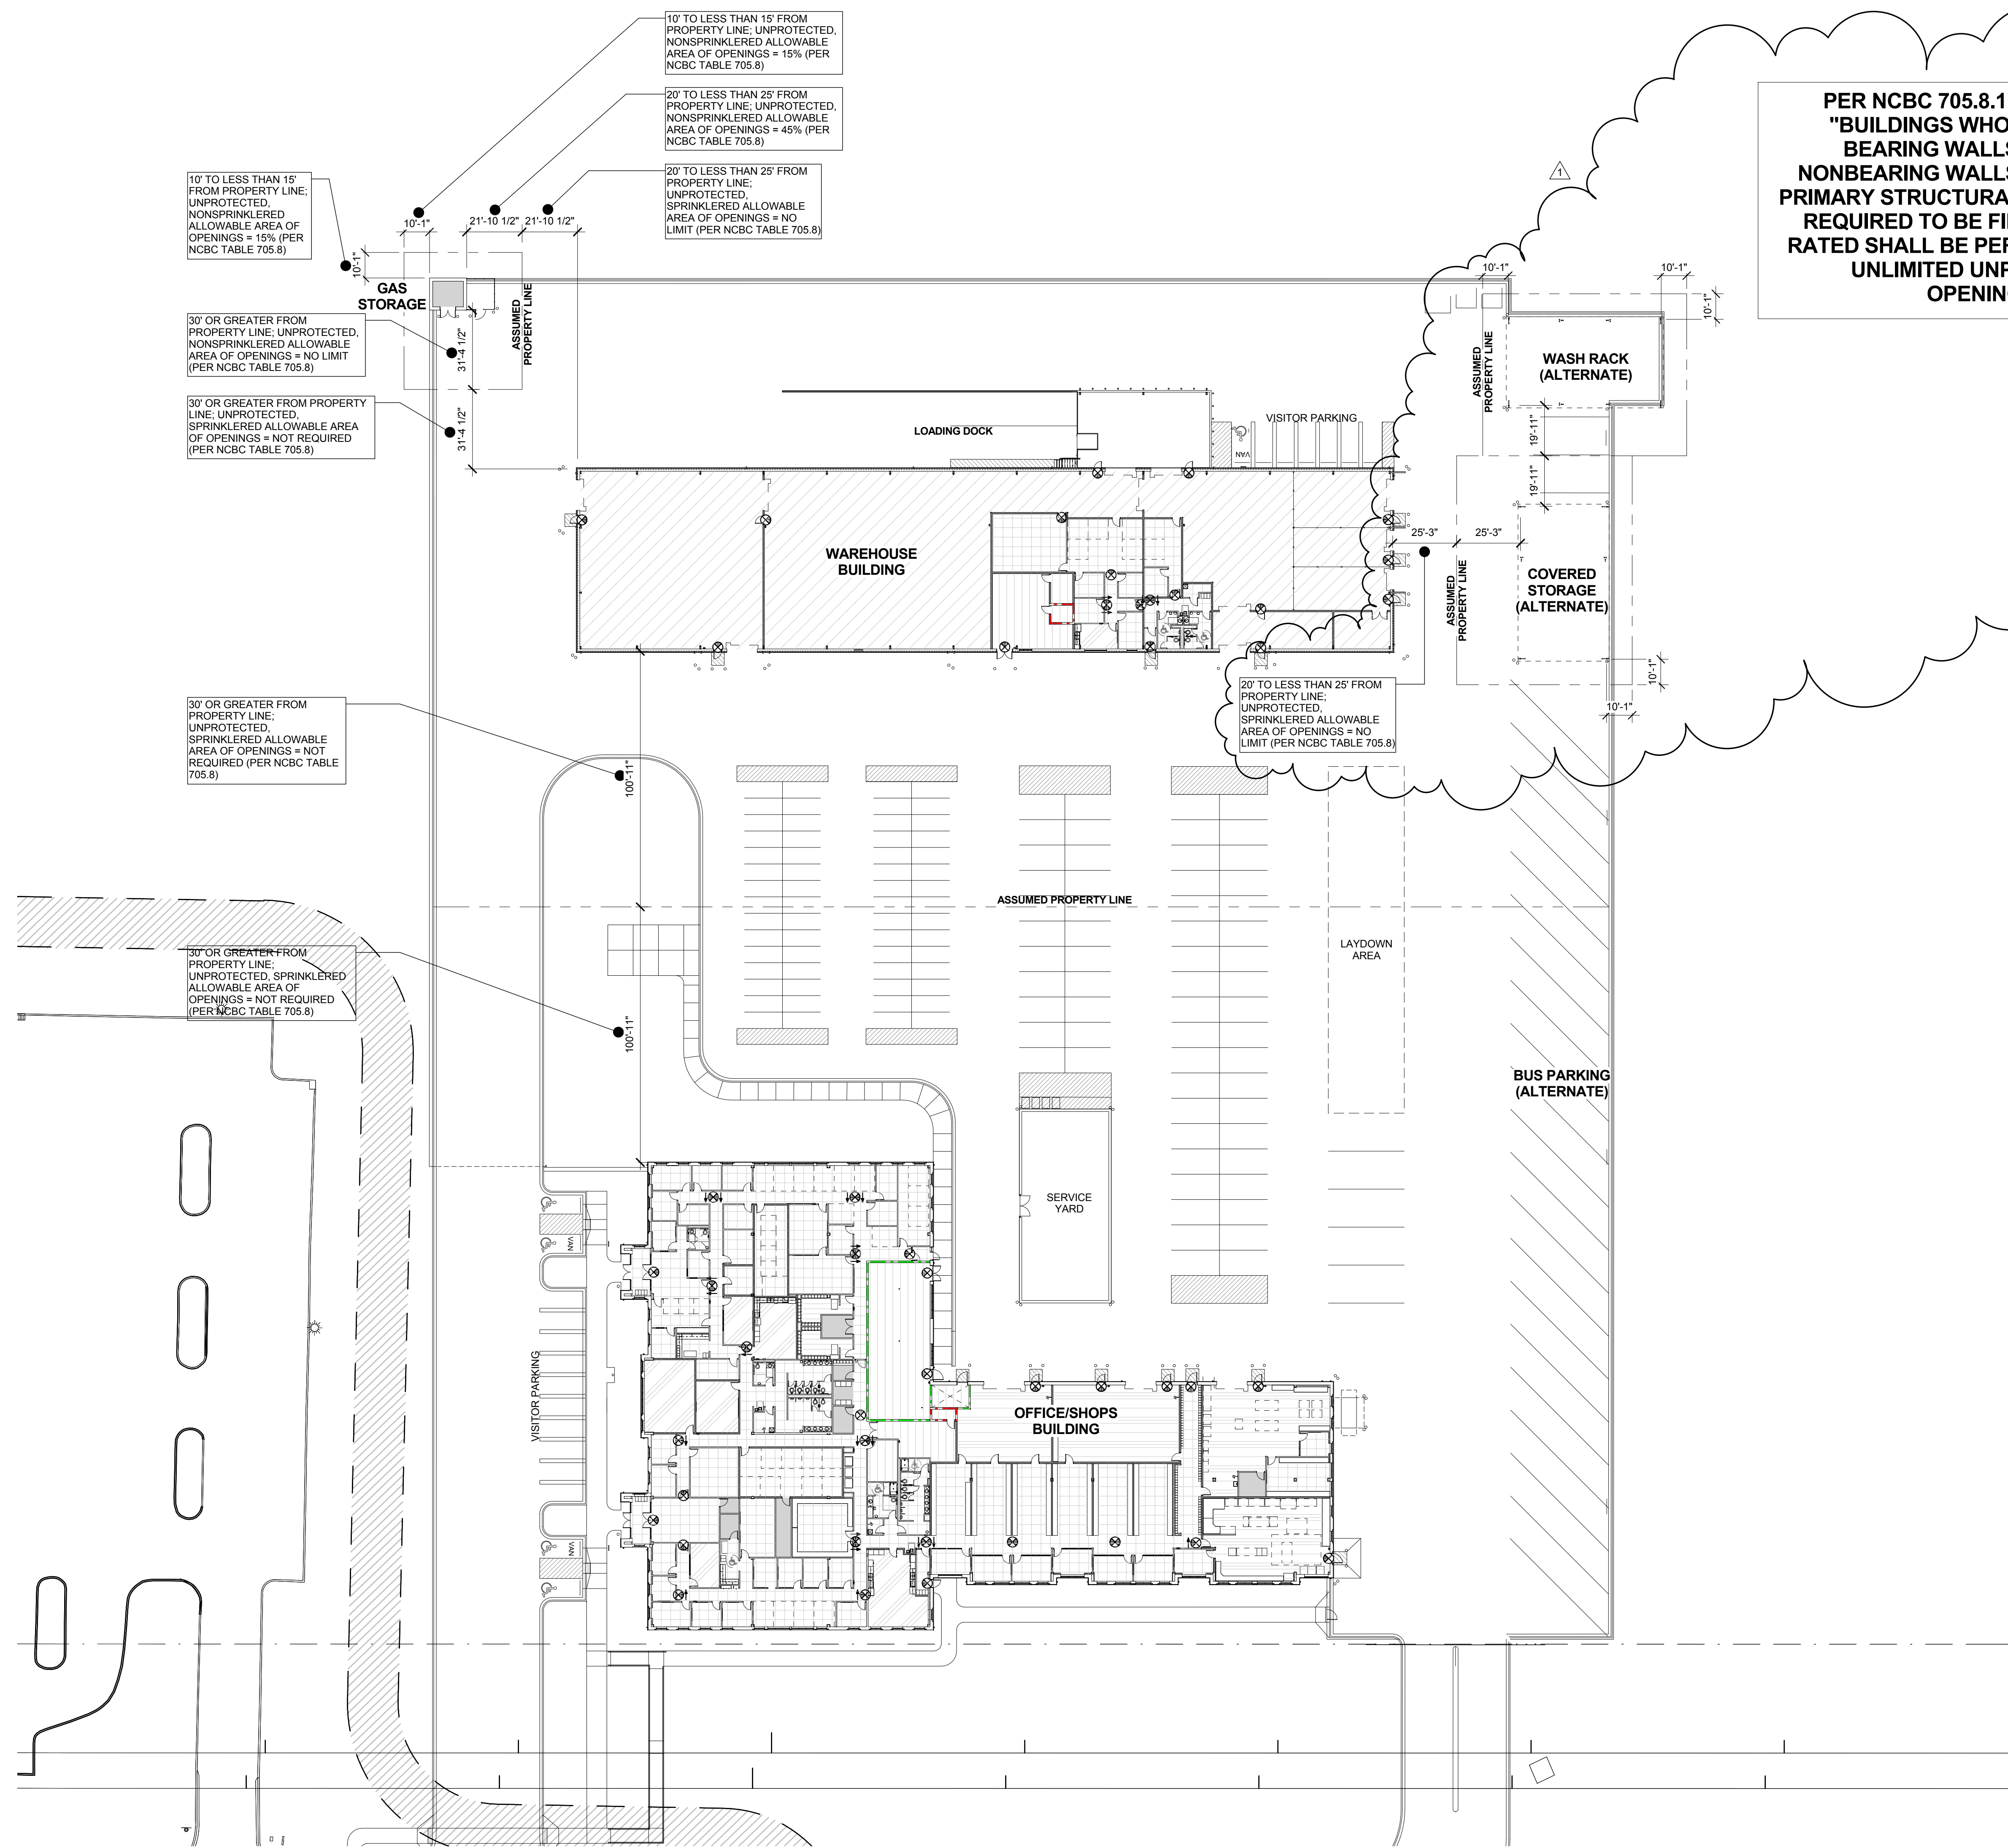 10' TO LESS THAN 15' FROM
PROPERTY LINE; UNPROTECTED,
NONSPRINKLERED ALLOWABLE
AREA OF OPENINGS = 15% (PER
NCBC TABLE 705.8)
20' TO LESS THAN 25' FROM
PROPERTY LINE; UNPROTECTED,
NONSPRINKLERED ALLOWABLE
AREA OF OPENINGS = 45% (PER
NCBC TABLE 705.8)
20' TO LESS THAN 25' FROM
PROPERTY LINE;
UNPROTECTED,
SPRINKLERED ALLOWABLE
AREA OF OPENINGS = NO
LIMIT (PER NCBC TABLE 705.8)
PER NCBC 705.8.1
"BUILDINGS WHO
BEARING WALLS
NONBEARING WALLS
PRIMARY STRUCTURA
REQUIRED TO BE FI
RATED SHALL BE PER
UNLIMITED UNP
OPENIN
1
10' TO LESS THAN 15'
FROM PROPERTY LINE;
UNPROTECTED,
NONSPRINKLERED
ALLOWABLE AREA OF
OPENINGS = 15% (PER
NCBC TABLE 705.8)
10'-1"
21'-10 1/2"
21'-10 1/2"
10'-1"
GAS
STORAGE
ASSUMED
PROPERTY LINE
30' OR GREATER FROM
PROPERTY LINE; UNPROTECTED,
NONSPRINKLERED ALLOWABLE
AREA OF OPENINGS = NO LIMIT
(PER NCBC TABLE 705.8)
31'-4 1/2"
30' OR GREATER FROM PROPERTY
LINE; UNPROTECTED,
SPRINKLERED ALLOWABLE AREA
OF OPENINGS = NOT REQUIRED
(PER NCBC TABLE 705.8)
31'-4 1/2"
10'-1"
10'-1"
10'-1"
ASSUMED
PROPERTY LINE
WASH RACK
(ALTERNATE)
LOADING DOCK
VISITOR PARKING
VAN
19'-11"
19'-11"
WAREHOUSE
BUILDING
25'-3"
25'-3"
ASSUMED
PROPERTY LINE
COVERED
STORAGE
(ALTERNATE)
10'-1"
10'-1"
20' TO LESS THAN 25' FROM
PROPERTY LINE;
UNPROTECTED,
SPRINKLERED ALLOWABLE
AREA OF OPENINGS = NO
LIMIT (PER NCBC TABLE 705.8)
30' OR GREATER FROM
PROPERTY LINE;
UNPROTECTED,
SPRINKLERED ALLOWABLE
AREA OF OPENINGS = NOT
REQUIRED (PER NCBC TABLE
705.8)
100'-11"
ASSUMED PROPERTY LINE
LAYDOWN
AREA
30" OR GREATER FROM
PROPERTY LINE;
UNPROTECTED, SPRINKLERED
ALLOWABLE AREA OF
OPENINGS = NOT REQUIRED
(PER NCBC TABLE 705.8)
100'-11"
BUS PARKING
(ALTERNATE)
SERVICE
YARD
VAN
VISITOR PARKING
OFFICE/SHOPS
BUILDING
VAN